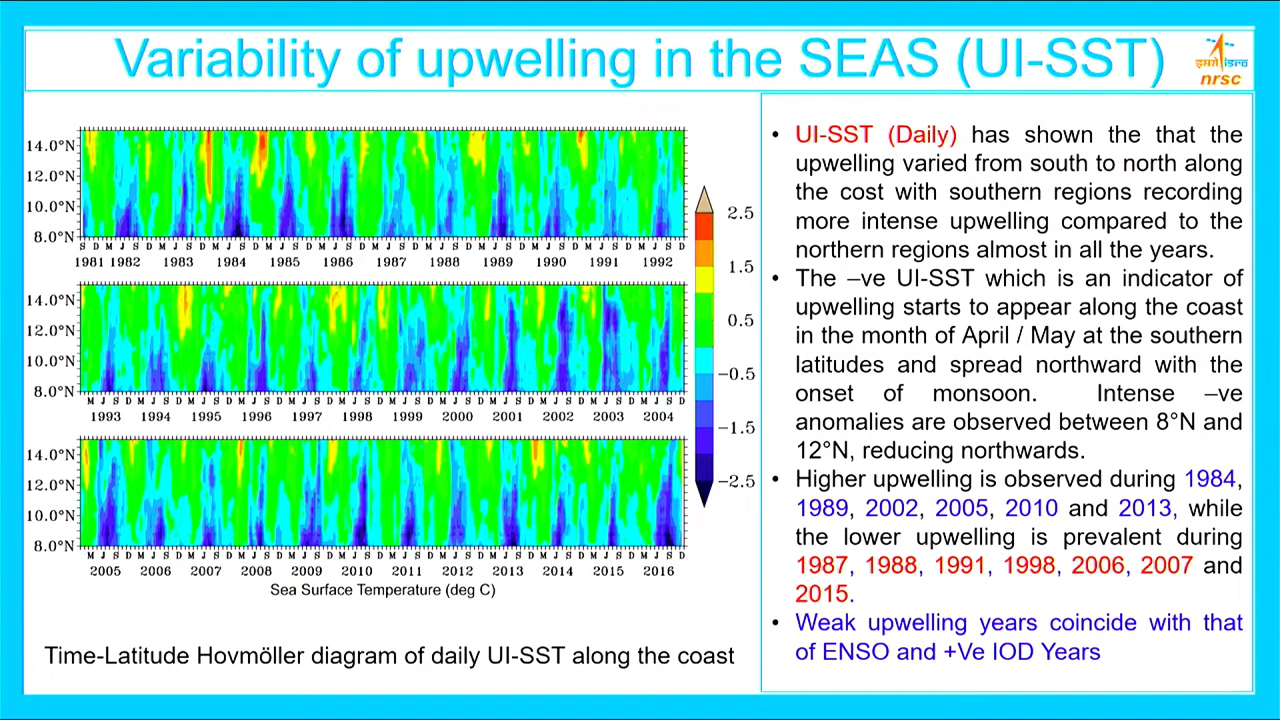 Variability of upwelling in the SEAS (UI-SST)
इसरो isro
nrsc
14.0°N
12.0°N
10.0°N
8.0°N
S D M J S D M J S D M J S D M J S D M J S D M J S D M J S D M J S D M J S D M J S D M J S D
1981 1982 1983 1984 1985 1986 1987 1988 1989 1990 1991 1992
14.0°N
12.0°N
10.0°N
8.0°N
M J S D M J S D M J S D M J S D M J S D M J S D M J S D M J S D M J S D M J S D M J S D M J S D
1993 1994 1995 1996 1997 1998 1999 2000 2001 2002 2003 2004
14.0°N
12.0°N
10.0°N
8.0°N
M J S D M J S D M J S D M J S D M J S D M J S D M J S D M J S D M J S D M J S D M J S D M J S D
2005 2006 2007 2008 2009 2010 2011 2012 2013 2014 2015 2016
Sea Surface Temperature (deg C)
2.5
1.5
0.5
−0.5
−1.5
−2.5
Time-Latitude Hovmöller diagram of daily UI-SST along the coast
• UI-SST (Daily) has shown the that the
upwelling varied from south to north along
the cost with southern regions recording
more intense upwelling compared to the
northern regions almost in all the years.
• The –ve UI-SST which is an indicator of
upwelling starts to appear along the coast
in the month of April / May at the southern
latitudes and spread northward with the
onset of monsoon. Intense –ve
anomalies are observed between 8°N and
12°N, reducing northwards.
• Higher upwelling is observed during 1984,
1989, 2002, 2005, 2010 and 2013, while
the lower upwelling is prevalent during
1987, 1988, 1991, 1998, 2006, 2007 and
2015.
• Weak upwelling years coincide with that
of ENSO and +Ve IOD Years